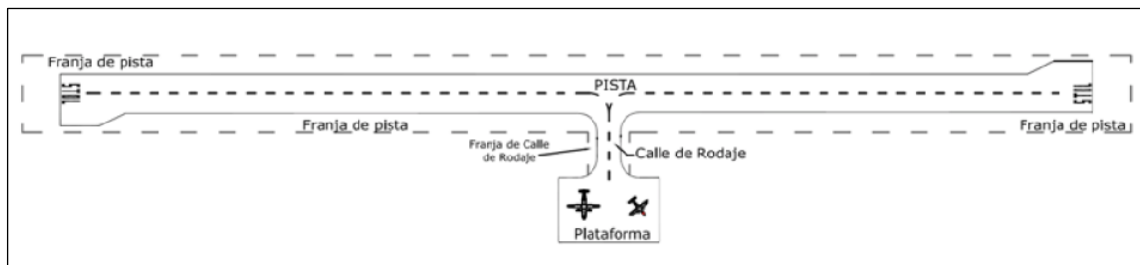 Franja de pista
PISTA
Franja de pista
Franja de pista
Franja de Calle
de Rodaje
Calle de Rodaje
Plataforma